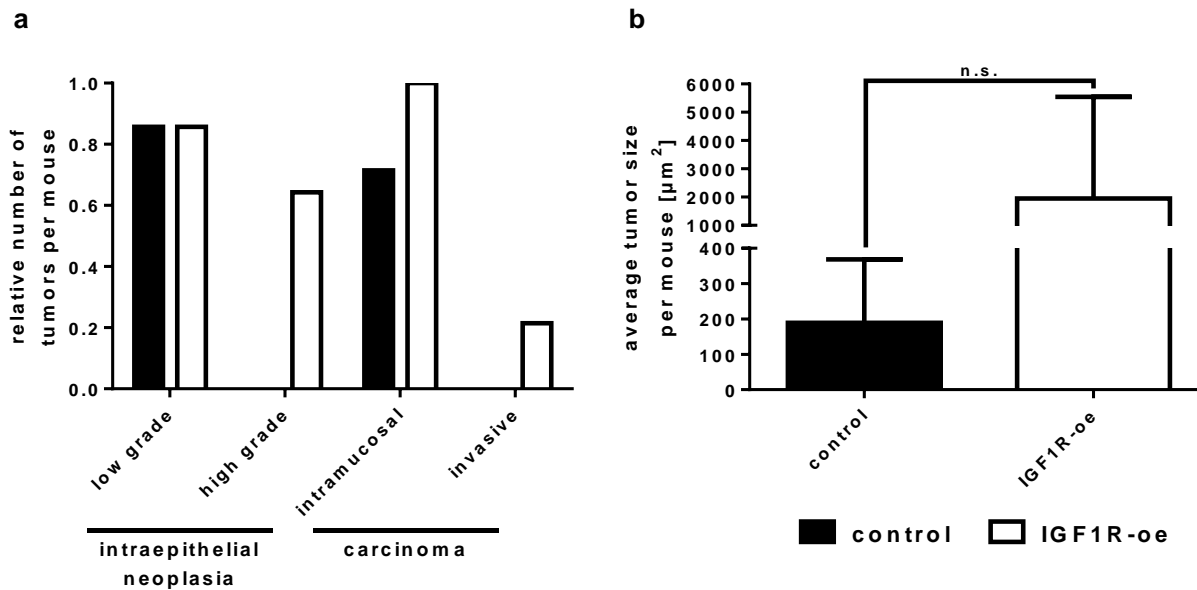 a
relative number of
tumors per mouse
1.0
0.8
0.6
0.4
0.2
0.0
low grade
high grade
intramucosal
invasive
intraepithelial
neoplasia
carcinoma
b
n.s.
average tumor size
per mouse [µm²]
6000
5000
4000
3000
2000
1000
400
300
200
100
0
control
IGF1R-oe
control
IGF1R-oe